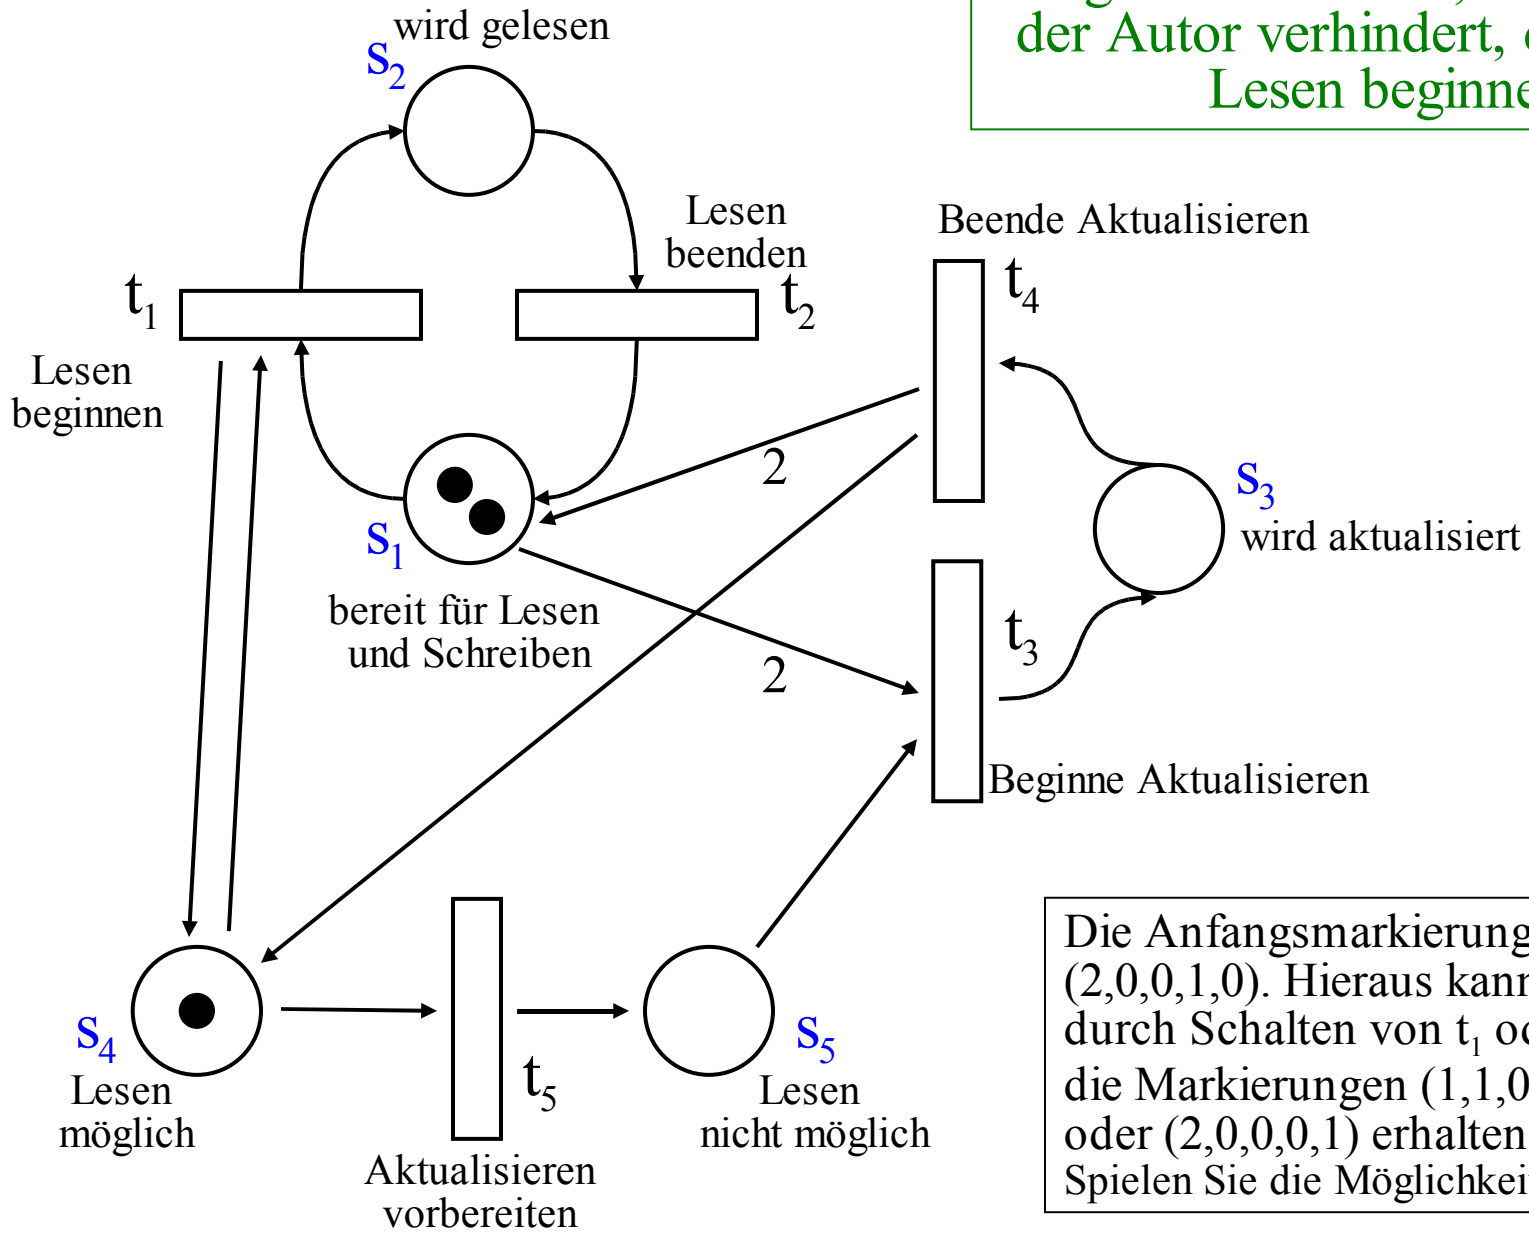 wird gelesen
s2
der Autor verhindert,
Lesen
Lesen
beenden
t2
Beende Aktualisieren
t4
t1
Lesen
beginnen
2
s3
wird aktualisiert
s1
bereit für Lesen
und Schreiben
2
t3
Beginne Aktualisieren
s4
Lesen
möglich
t5
Aktualisieren
vorbereiten
s5
Lesen
nicht möglich
Die Anfangsmarkierung
(2,0,0,1,0). Hieraus kann
durch Schalten von t1
die Markierungen (1,1,0
oder (2,0,0,0,1) erhalten
Spielen Sie die